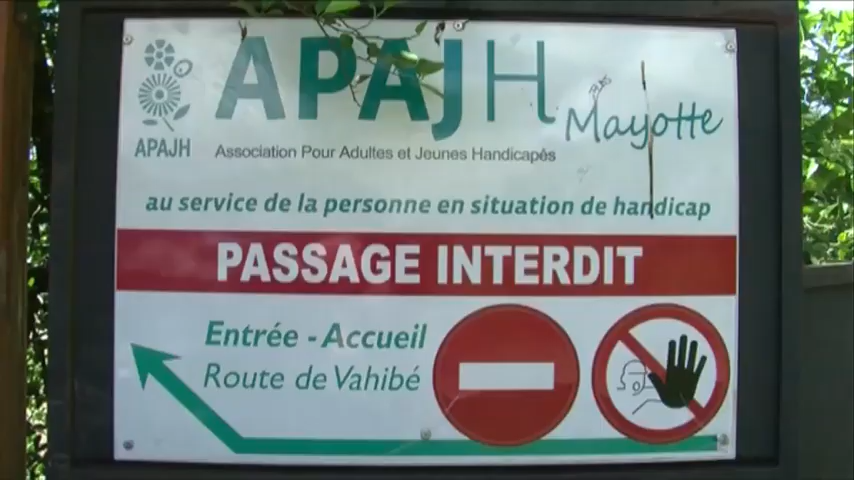 APAJH Mayotte
APAJH
Association Pour Adultes et Jeunes Handicapés
au service de la personne en situation de handicap
PASSAGE INTERDIT
Entrée - Accueil
Route de Vahibé